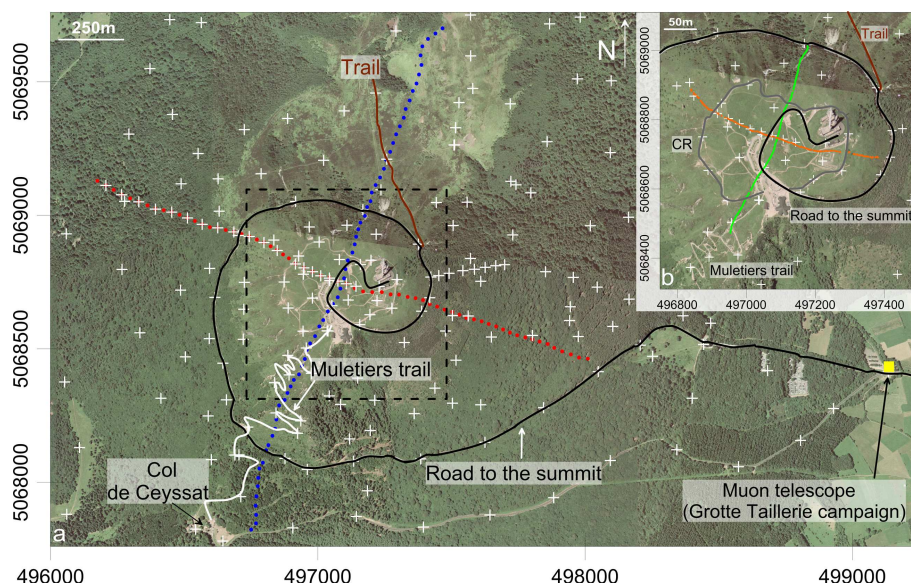 250m
N
Trail
50m
Trail
CR
Road to the summit
Muletiers trail
b
5069000
5068800
5068600
5068400
496800
497000
497200
497400
5069500
5069000
5068500
5068000
Muletiers trail
Road to the summit
Col
de Ceyssat
Muon telescope
(Grotte Taillerie campaign)
a
496000
497000
498000
499000